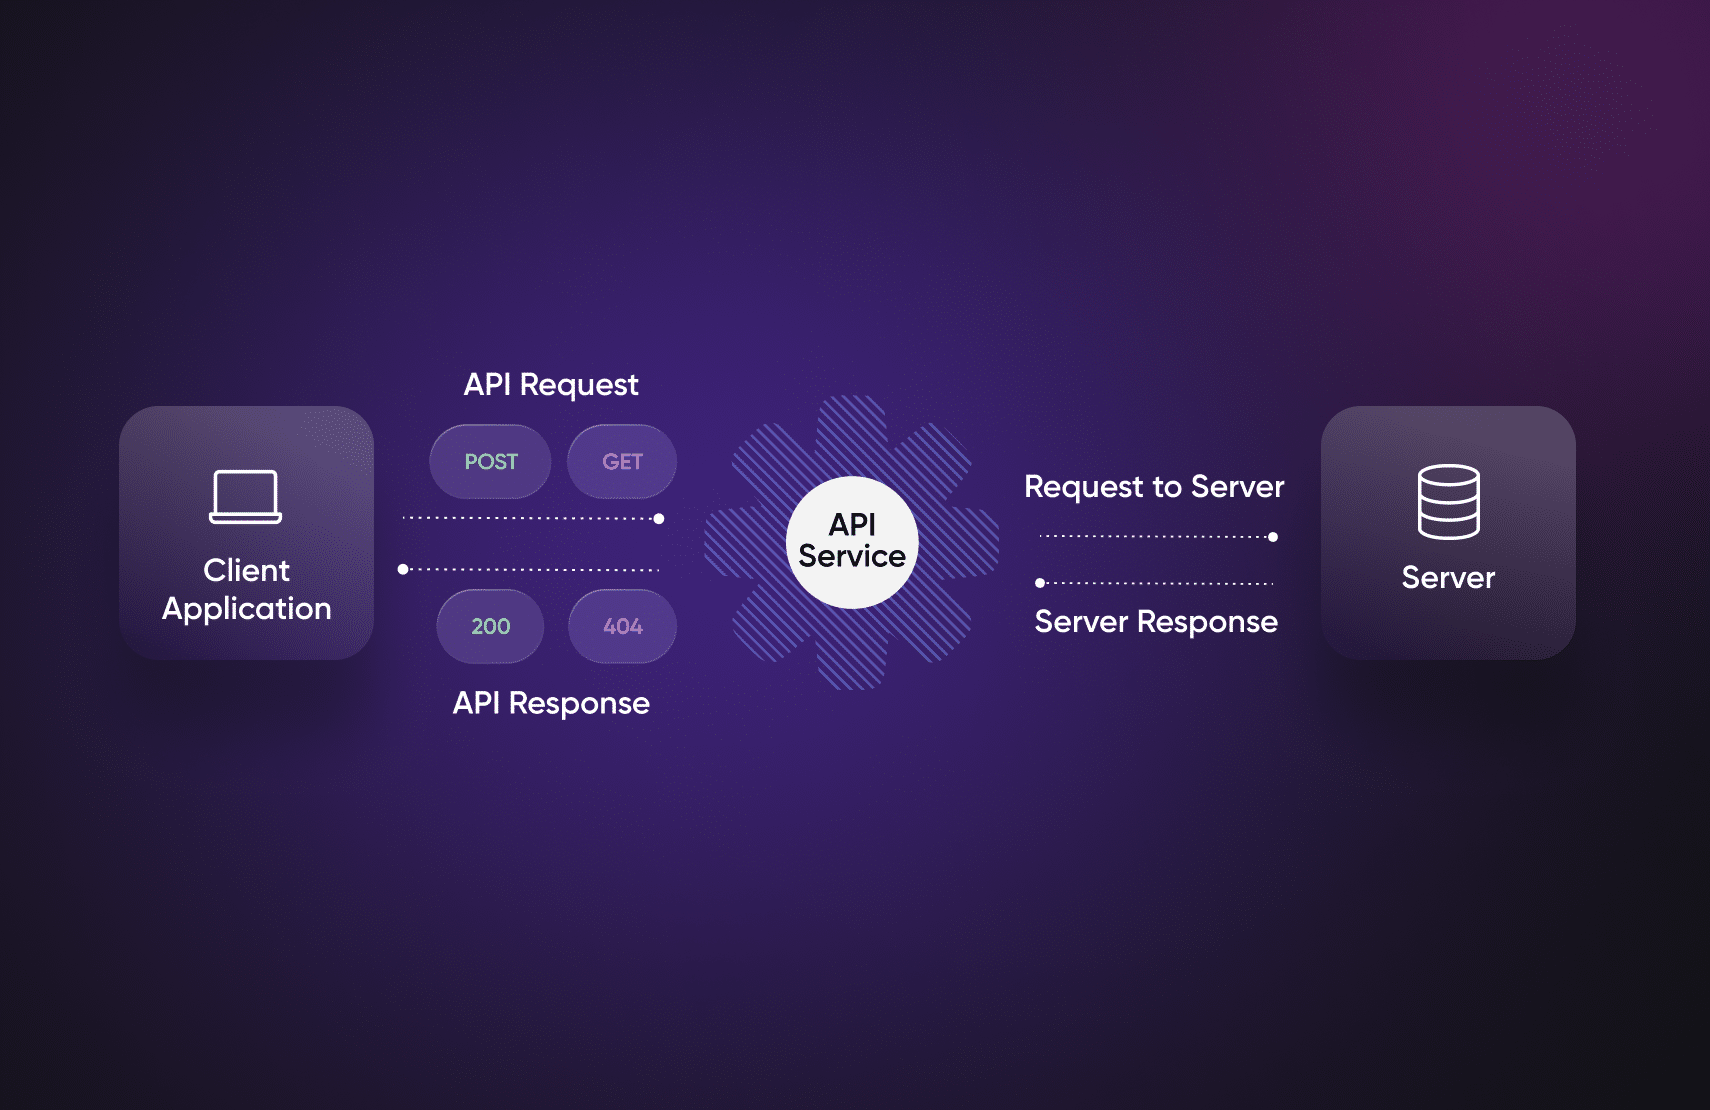 API Request
POST
GET
Client
Application
200
404
API Response
API
Service
Request to Server
Server Response
Server